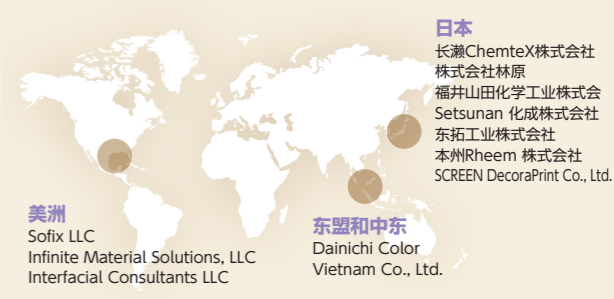 日本
长濑ChemteX株式会社
株式会社林原
福井山田化学工业株式会
Setsunan 化成株式会社
东拓工业株式会社
本州Rheem 株式会社
SCREEN DecoraPrint Co., Ltd.
美洲
Sofix LLC
Infinite Material Solutions, LLC
Interfacial Consultants LLC
东盟和中东
Dainichi Color
Vietnam Co., Ltd.